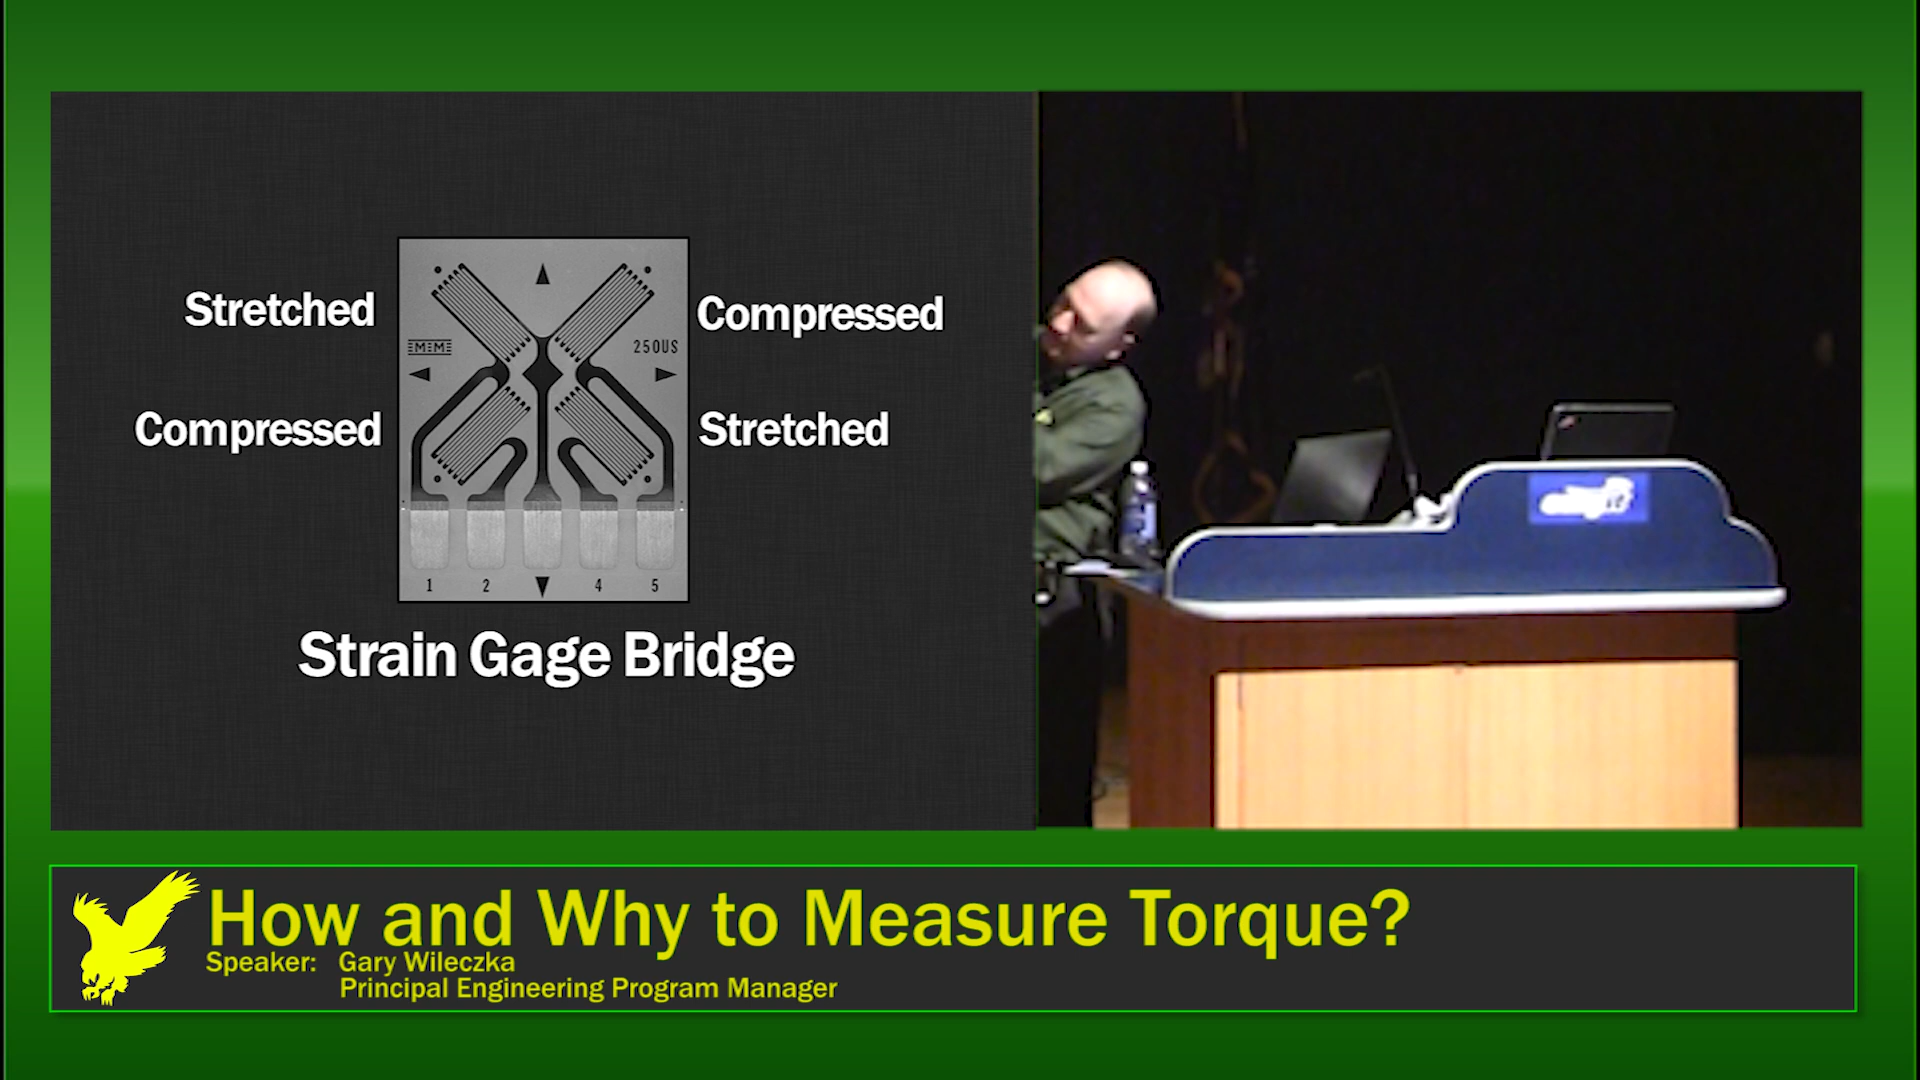 Stretched
Compressed
MM
250US
Compressed
Stretched
1 2 4 5
Strain Gage Bridge
How and Why to Measure Torque?
Speaker: Gary Wileczka
Principal Engineering Program Manager